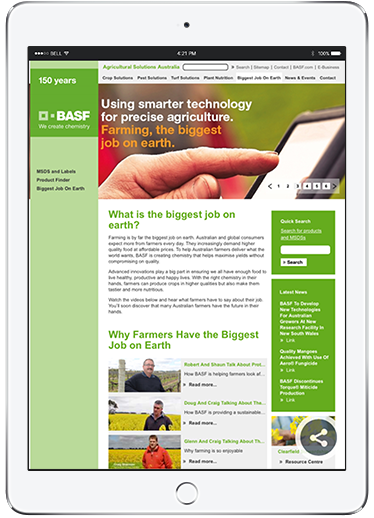 BELL
4:21 PM
100%
Agricultural Solutions Australia
Search | Sitemap | Contact | BASF.com | E-Business
150 years
Crop Solutions Pest Solutions Turf Solutions Plant Nutrition Biggest Job On Earth News & Events Contact
BASF
We create chemistry
MSDS and Labels
Product Finder
Biggest Job On Earth
Using smarter technology
for precise agriculture.
Farming, the biggest
job on earth.
1 2 3 4 5 6
What is the biggest job on
earth?
Farming is by far the biggest job on earth. Australian and global consumers
expect more from farmers every day. They increasingly demand higher
quality food at affordable prices. To help Australian farmers deliver what the
world wants, BASF is creating chemistry that helps maximise yields without
compromising on quality.
Advanced innovations play a big part in ensuring we all have enough food to
live healthy, productive and happy lives. With the right chemistry in their
hands, farmers can produce crops in higher qualities but also make them
tastier and more nutritious.
Watch the videos below and hear what farmers have to say about their job.
You'll soon discover that many Australian farmers have the future in their
hands.
Why Farmers Have the Biggest
Job on Earth
Robert And Shaun Talk About Prot...
How BASF is helping farmers look af...
Read more...
Doug And Craig Talking About The...
How BASF is providing a sustainable...
Read more...
Glenn And Craig Talking About The...
Why farming is so enjoyable
Read more...
Quick Search
Search for products
and MSDSs
Search
Latest News
BASF To Develop
New Technologies
For Australian
Growers At New
Research Facility In
New South Wales
Link
Quality Mangoes
Achieved With Use Of
Aero® Fungicide
Link
BASF Discontinues
Torque® Miticide
Production
Link
Clearfield
Resource Centre